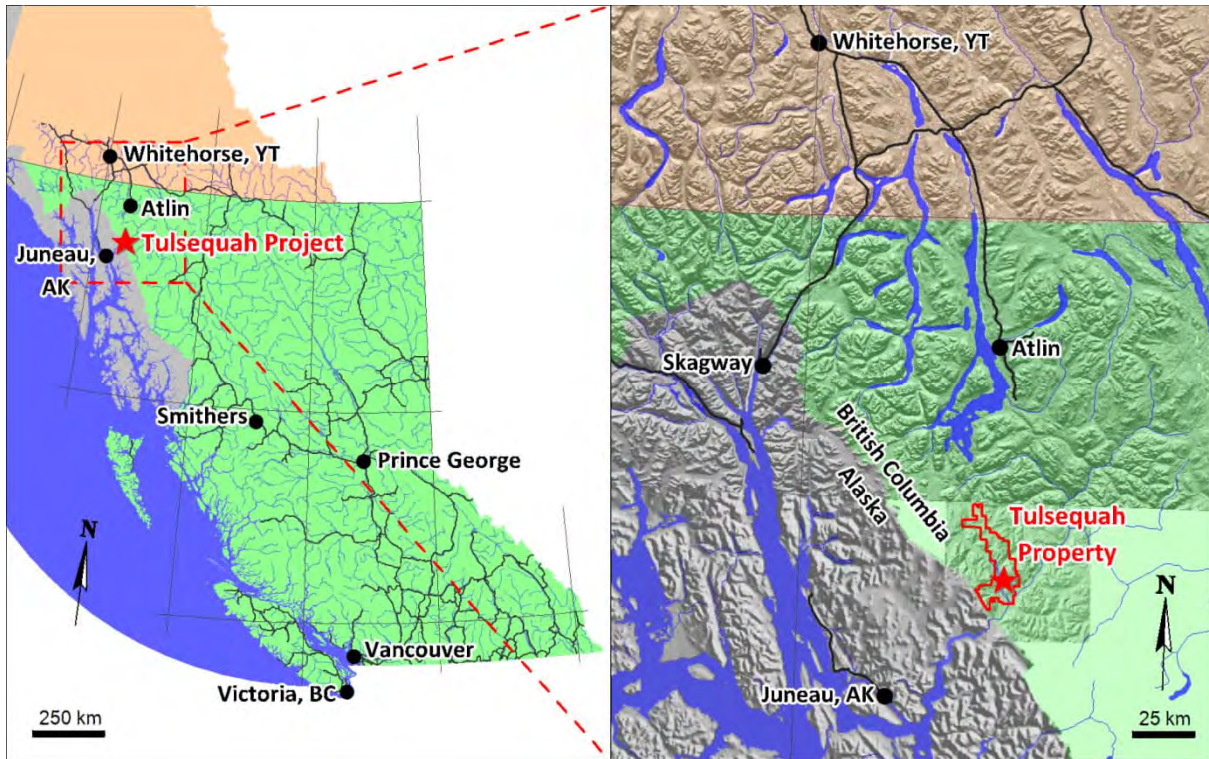 Whitehorse, YT
Atlin
Tulsequah Project
Juneau,
AK
Smithers
Prince George
N
Vancouver
Victoria, BC
250 km
Whitehorse, YT
Skagway
Atlin
British Columbia
Alaska
Tulsequah
Property
N
Juneau, AK
25 km